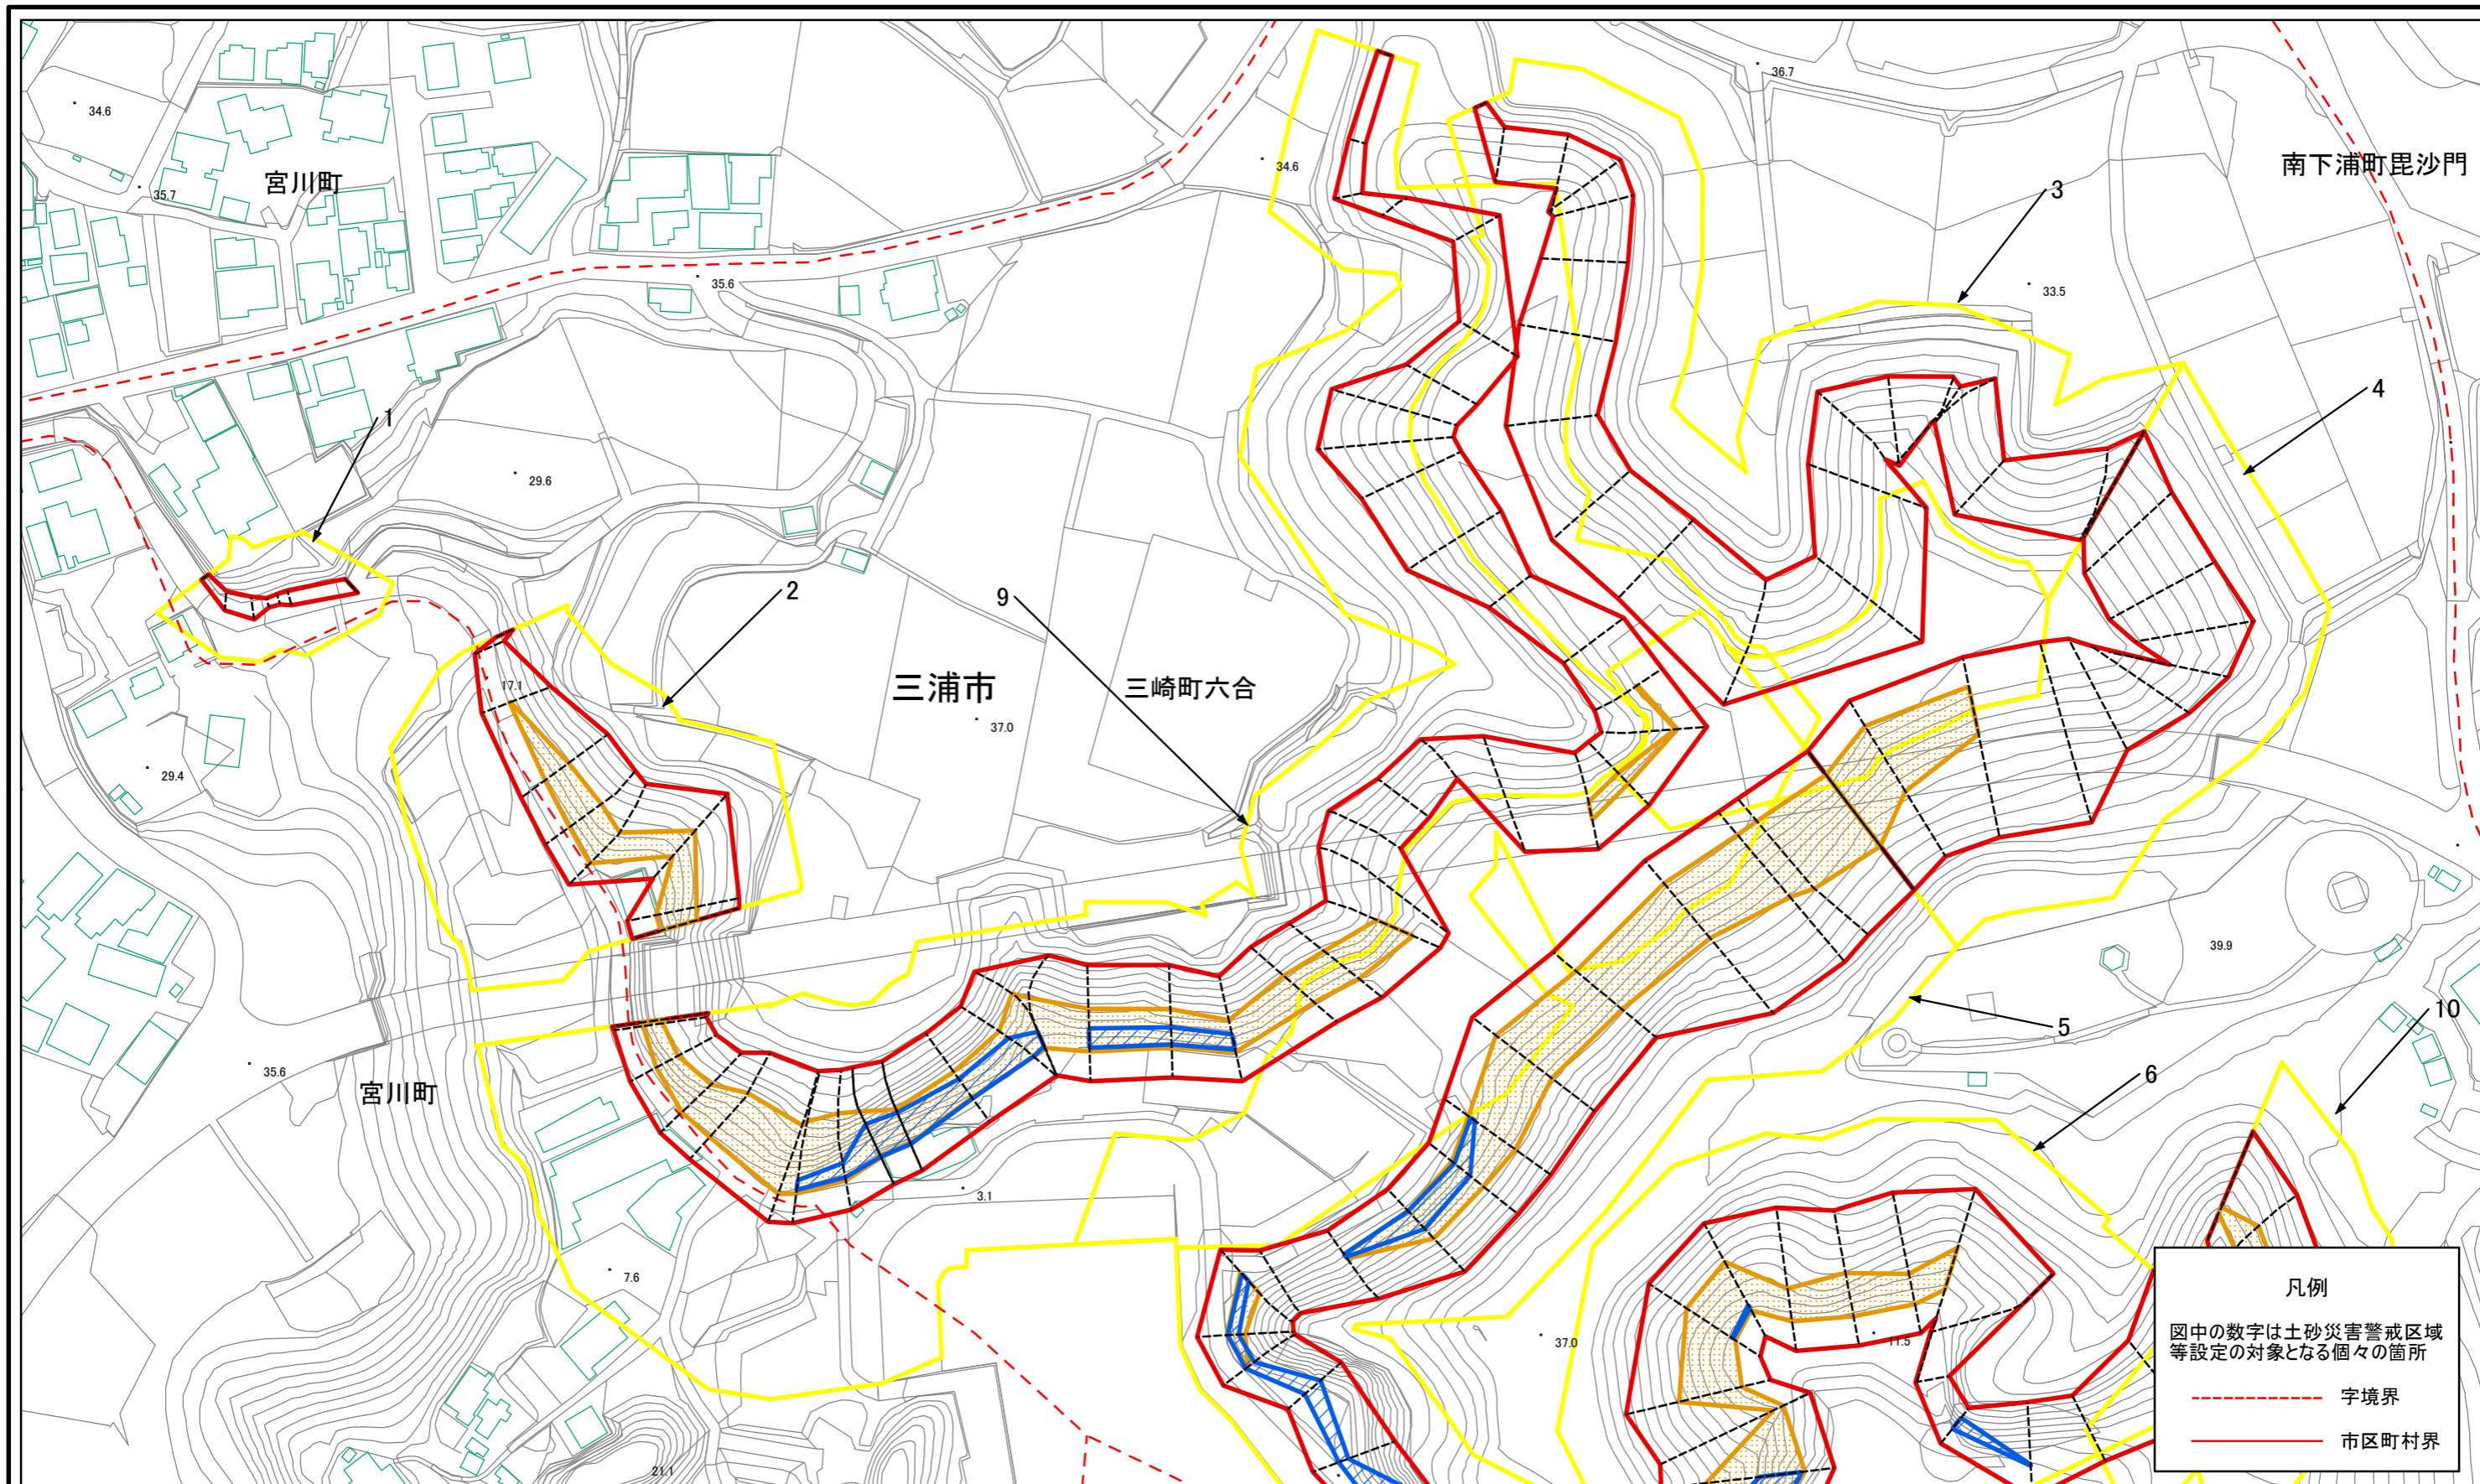 36.7
34.6
宮川町
34.6
南下浦町毘沙門
35.7
3
35.6
33.5
4
1
29.6
2
9
17.1
三浦市
三崎町六合
37.0
29.4
39.9
10
5
35.6
宮川町
6
3.1
7.6
凡例
図中の数字は土砂災害警戒区域
等設定の対象となる個々の箇所
37.0
11.5
字境界
市区町村界
21.1